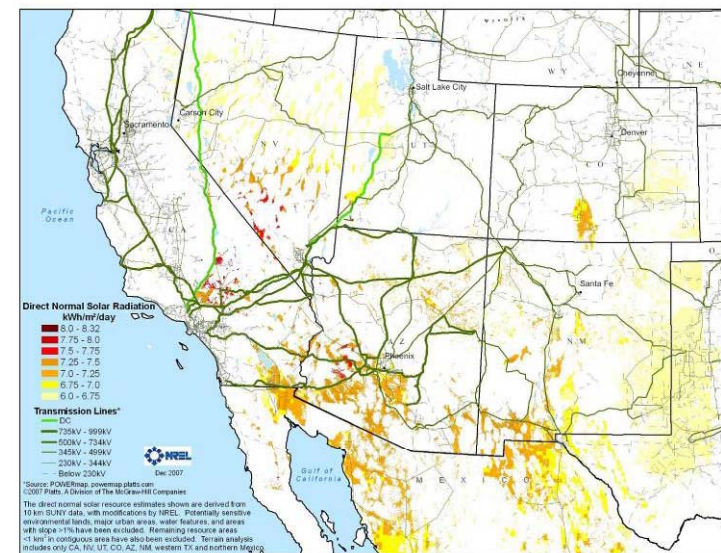 Wyoming
WY
NE
Cheyenne
Salt Lake City
Sacramento
Carson City
NV
UT
Denver
CO
Pacific
Ocean
CA
Santa Fe
AZ
NM
Phoenix
O
Gulf of
California
M E X I C O
Direct Normal Solar Radiation
kWh/m²/day
8.0 - 8.32
7.75 - 8.0
7.5 - 7.75
7.25 - 7.5
7.0 - 7.25
6.75 - 7.0
6.0 - 6.75
Transmission Lines*
DC
735kV - 999kV
500kV - 734kV
345kV - 499kV
230kV - 344kV
Below 230kV
NREL
Dec 2007
*Source: POWERmap, powermap.platts.com
©2007 Platts, A Division of The McGraw-Hill Companies
The direct normal solar resource estimates shown are derived from
10 km SUNY data, with modifications by NREL. Potentially sensitive
environmental lands, major urban areas, water features, and areas
with slope >1% have been excluded. Remaining resource areas
<1 km² in contiguous area have also been excluded. Terrain analysis
includes only CA, NV, UT, CO, AZ, NM, western TX and northern Mexico.